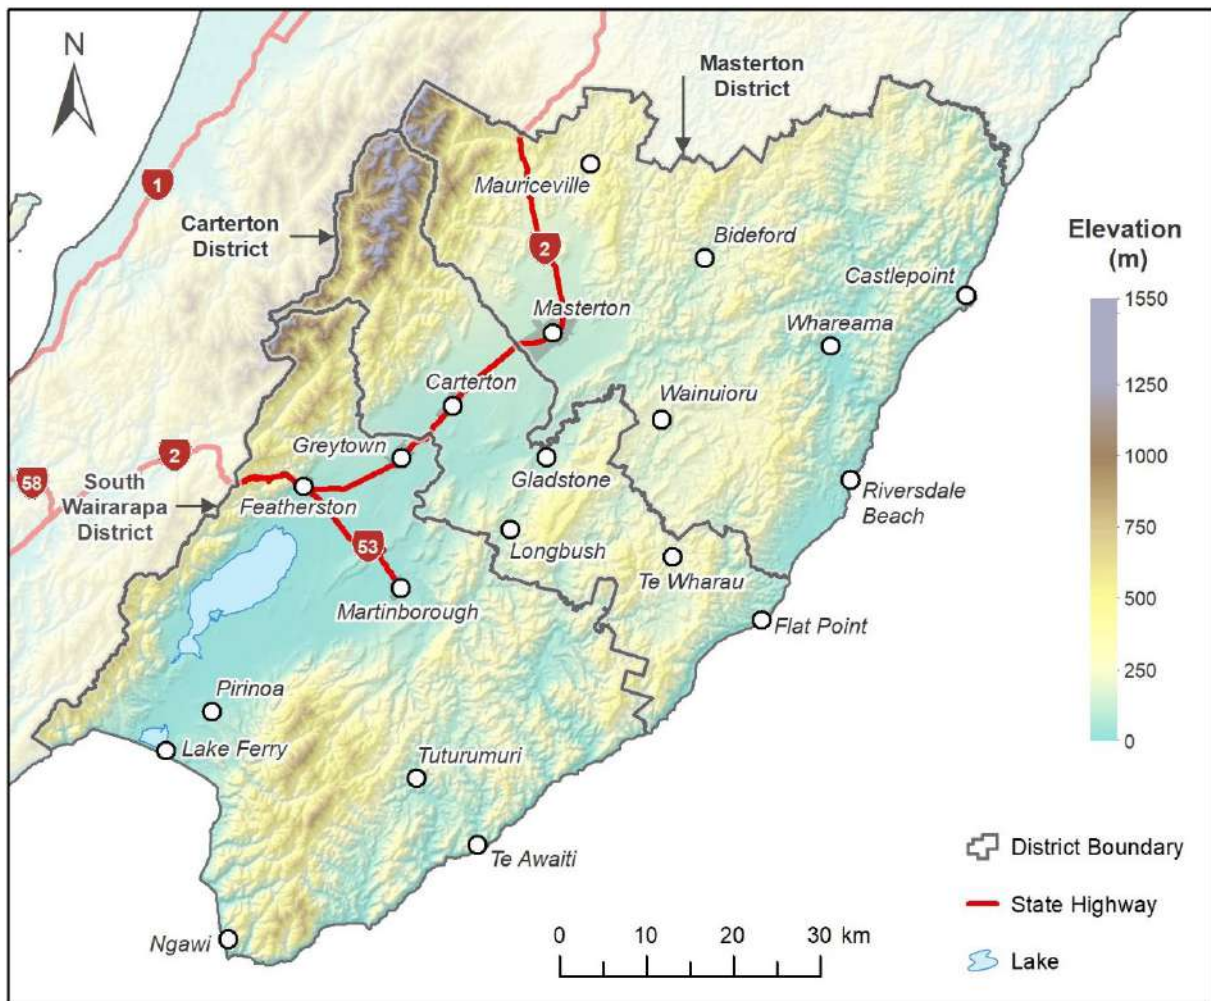 N
Masterton
District
1
Mauriceville
Carterton
District
2
Bideford
Elevation
(m)
Castlepoint
1550
Masterton
Whareama
Carterton
1250
Wainuioru
Greytown
2
Gladstone
1000
58
South
Wairarapa
District
Featherston
Riversdale
Beach
750
Longbush
53
Te Wharau
Martinborough
500
Flat Point
250
Pirinoa
Lake Ferry
0
Tuturumuri
District Boundary
Te Awaiti
State Highway
Ngawi
0 10 20 30 km
Lake